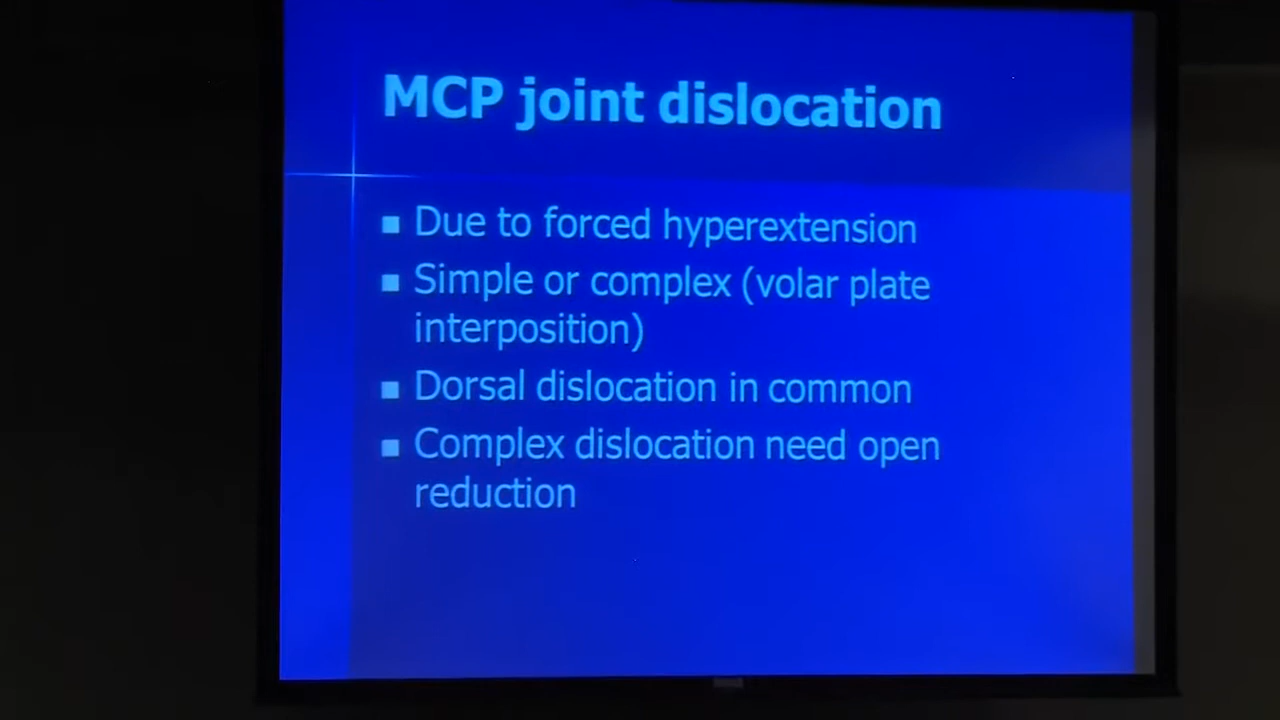 MCP joint dislocation
■ Due to forced hyperextension
■ Simple or complex (volar plate
interposition)
■ Dorsal dislocation in common
■ Complex dislocation need open
reduction